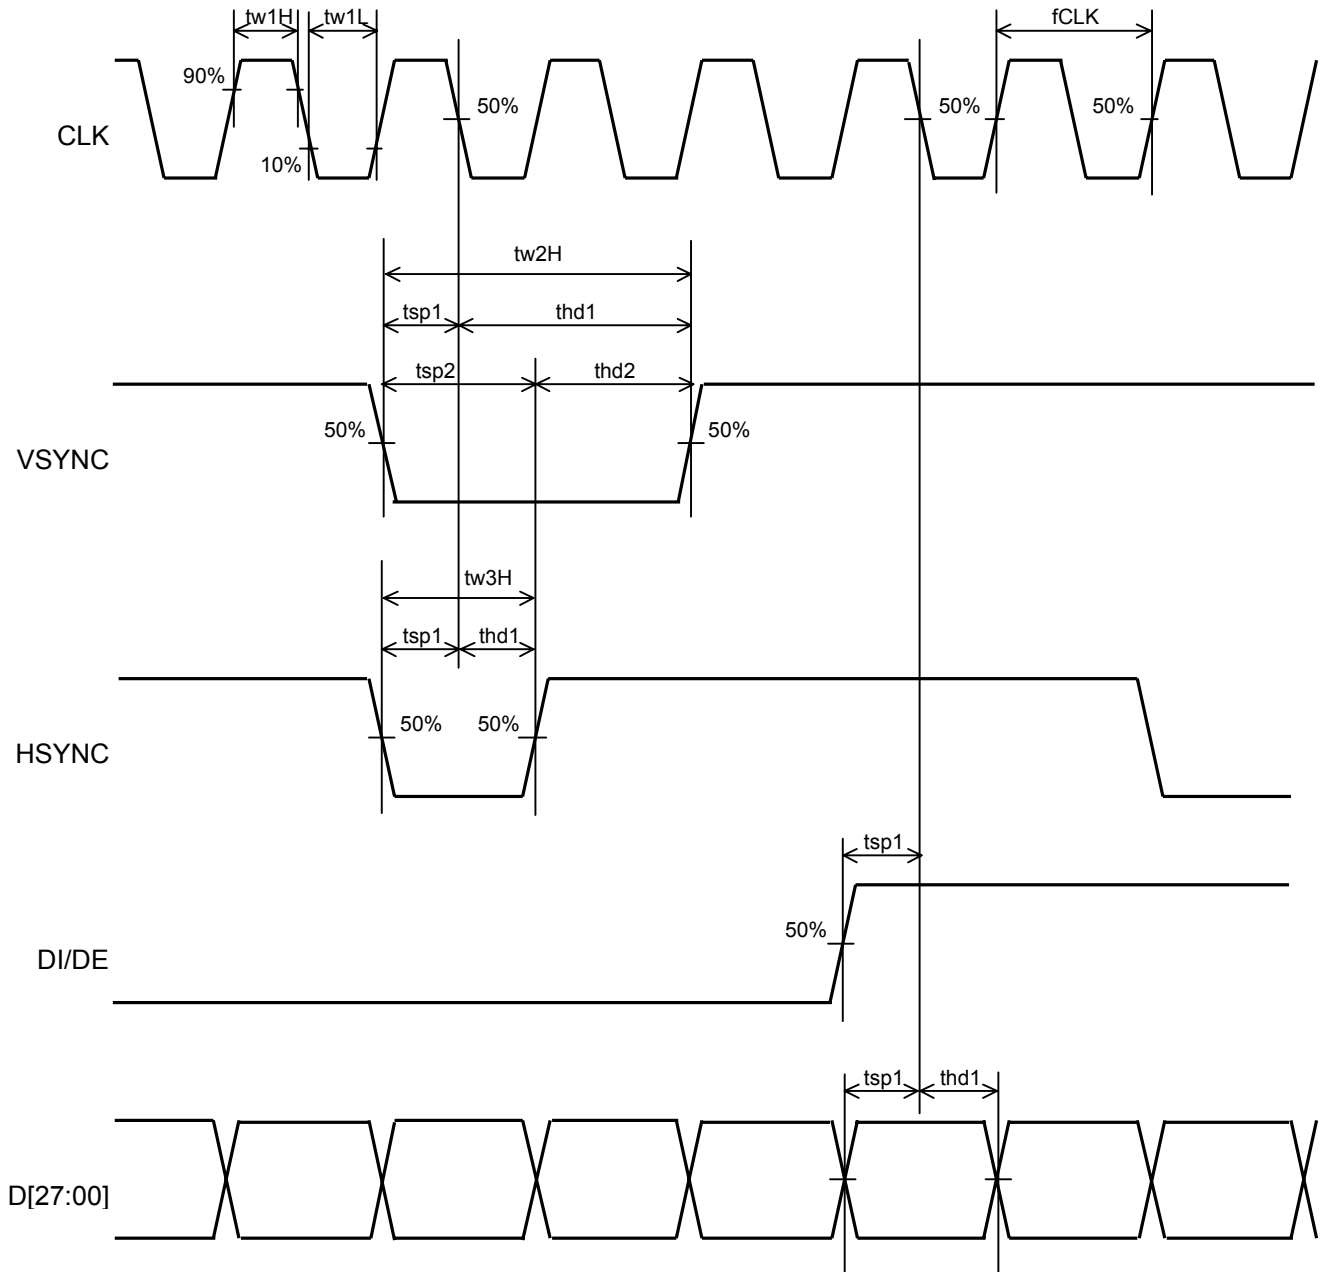 tw1H tw1L fCLK
90% 50% 50% 50%
CLK
10%
tw2H
tsp1 thd1
tsp2 thd2
50% 50%
VSYNC
tw3H
tsp1 thd1
50% 50%
HSYNC
tsp1
50%
DI/DE
tsp1 thd1
D[27:00]